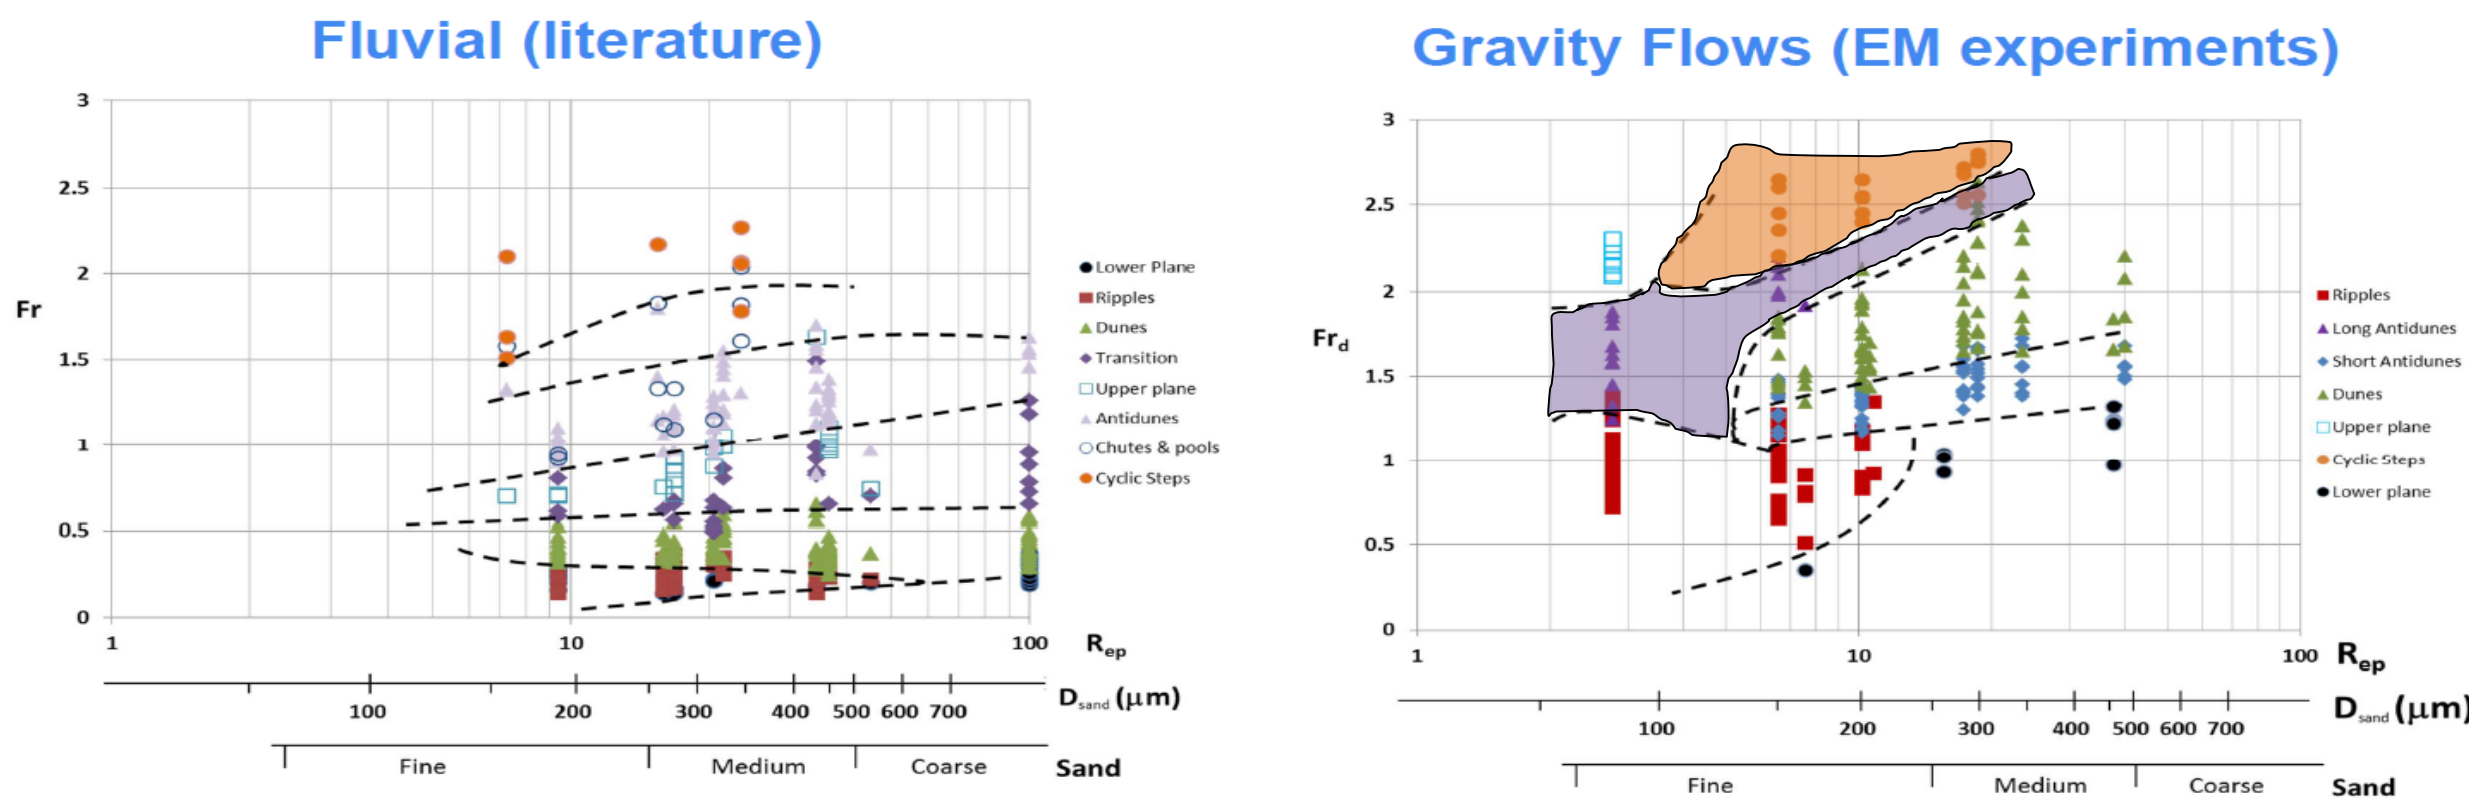 Fluvial (literature)
3
2.5
2
1.5
1
0.5
0
Fr
1
10
100
Rep
100
200
300
400
500
600
700
Dsand (μm)
Fine
Medium
Coarse
Sand
Lower Plane
Ripples
Dunes
Transition
Upper plane
Antidunes
Chutes & pools
Cyclic Steps
Gravity Flows (EM experiments)
3
2.5
2
1.5
1
0.5
0
Frd
1
10
100
Rep
100
200
300
400
500
600
700
Dsand (μm)
Fine
Medium
Coarse
Sand
Ripples
Long Antidunes
Short Antidunes
Dunes
Upper plane
Cyclic Steps
Lower plane